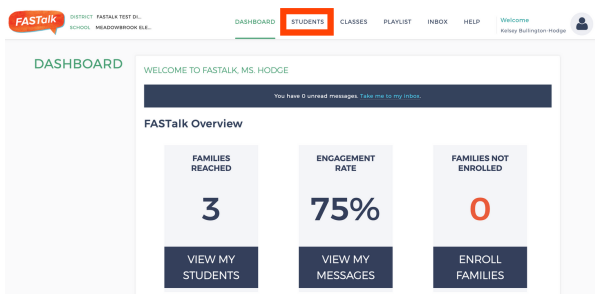 FASTalk
DISTRICT FASTALK TEST DI...
SCHOOL MEADOWBROOK ELE...
DASHBOARD STUDENTS CLASSES PLAYLIST INBOX HELP
Welcome
Kelsey Bullington-Hodge
DASHBOARD
WELCOME TO FASTALK, MS. HODGE
You have 0 unread messages. Take me to my inbox.
FASTalk Overview
FAMILIES
REACHED
3
VIEW MY
STUDENTS
ENGAGEMENT
RATE
75%
VIEW MY
MESSAGES
FAMILIES NOT
ENROLLED
0
ENROLL
FAMILIES